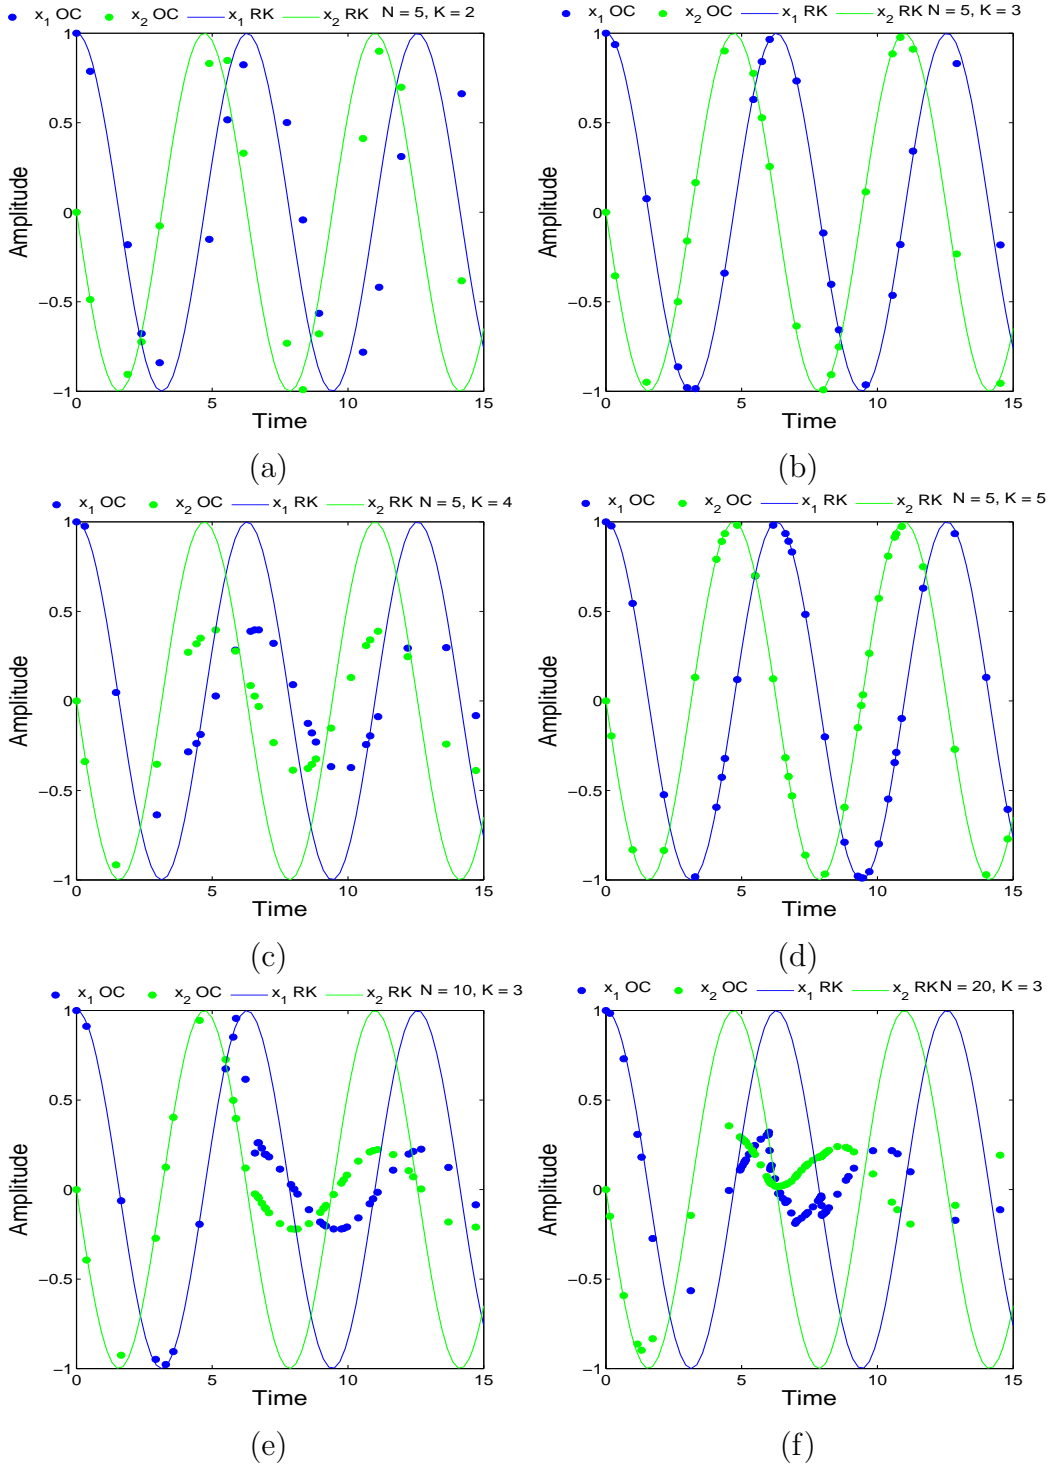 x1 OC x2 OC x1 RK x2 RK N = 5, K = 2
1
0.5
0
−0.5
−1
Amplitude
0 5 10 15
Time
(a)
x1 OC x2 OC x1 RK x2 RK N = 5, K = 3
1
0.5
0
−0.5
−1
Amplitude
0 5 10 15
Time
(b)
x1 OC x2 OC x1 RK x2 RK N = 5, K = 4
1
0.5
0
−0.5
−1
Amplitude
0 5 10 15
Time
(c)
x1 OC x2 OC x1 RK x2 RK N = 5, K = 5
1
0.5
0
−0.5
−1
Amplitude
0 5 10 15
Time
(d)
x1 OC x2 OC x1 RK x2 RK N = 10, K = 3
1
0.5
0
−0.5
−1
Amplitude
0 5 10 15
Time
(e)
x1 OC x2 OC x1 RK x2 RK N = 20, K = 3
1
0.5
0
−0.5
−1
Amplitude
0 5 10 15
Time
(f)